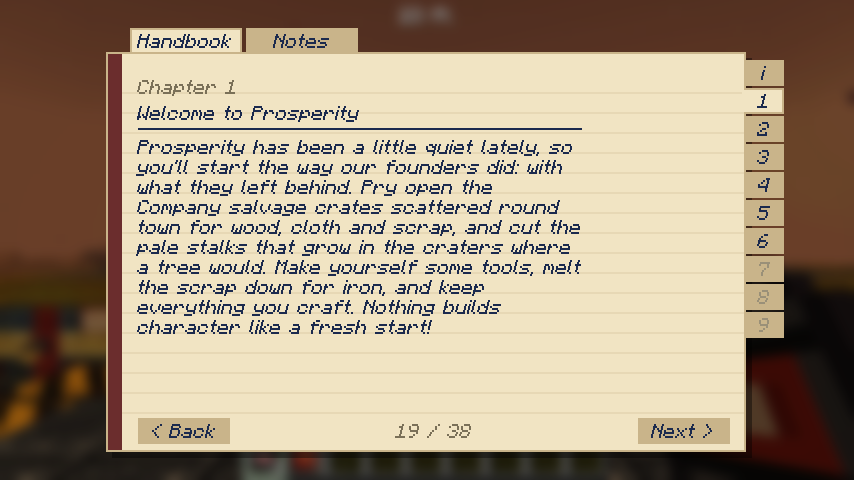 Handbook
Notes
Chapter 1
Welcome to Prosperity
Prosperity has been a little quiet lately, so
you'll start the way our founders did: with
what they left behind. Pry open the
Company salvage crates scattered round
town for wood, cloth and scrap, and cut the
pale stalks that grow in the craters where
a tree would. Make yourself some tools, melt
the scrap down for iron, and keep
everything you craft. Nothing builds
character like a fresh start!
< Back
19 / 38
Next >
i
1
2
3
4
5
6
7
8
9